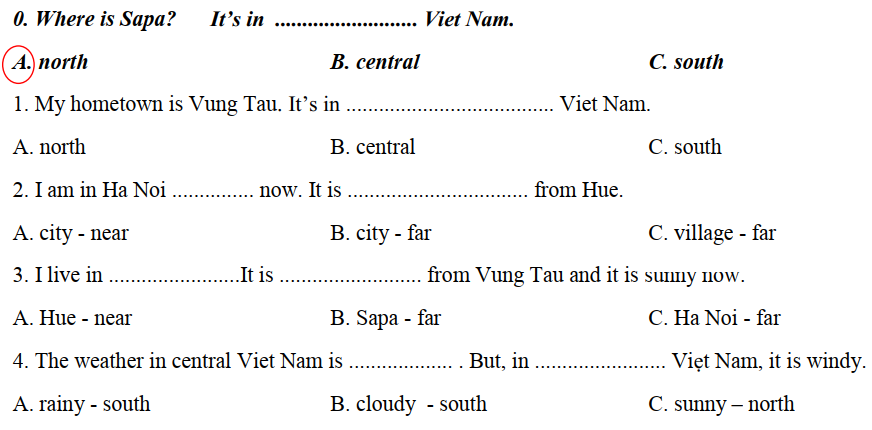 0. Where is Sapa? It’s in .......................... Viet Nam.
A. north B. central C. south
1. My hometown is Vung Tau. It’s in ..................................... Viet Nam.
A. north B. central C. south
2. I am in Ha Noi ............... now. It is ................................ from Hue.
A. city - near B. city - far C. village - far
3. I live in ........................It is ......................... from Vung Tau and it is sunny now.
A. Hue - near B. Sapa - far C. Ha Noi - far
4. The weather in central Viet Nam is ................... . But, in ........................ Việt Nam, it is windy.
A. rainy - south B. cloudy - south C. sunny – north